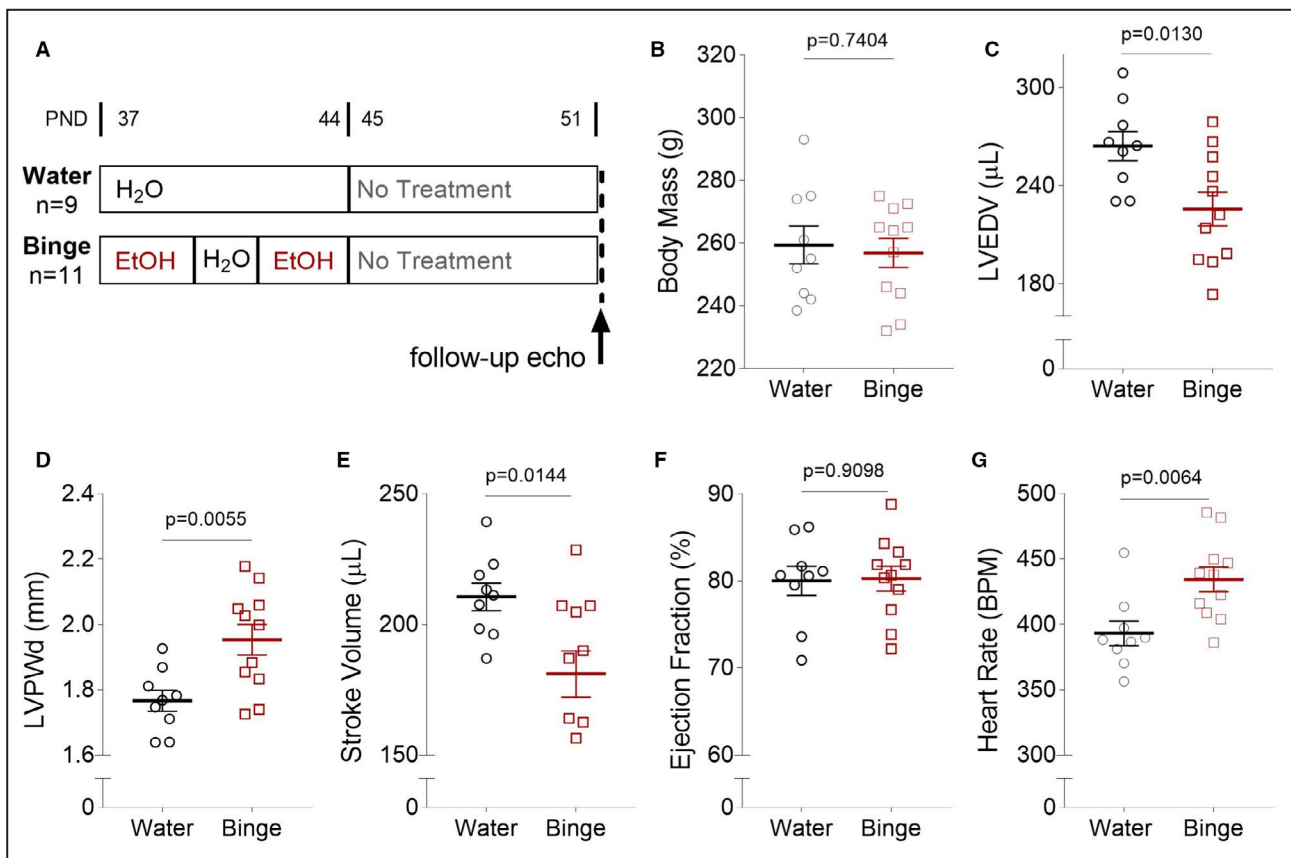 A
PND 37 44 45 51
Water
n=9
H₂O
No Treatment
Binge
n=11
EtOH
H₂O
EtOH
No Treatment
follow-up echo
B
p=0.7404
Body Mass (g)
320
300
280
260
240
220
Water Binge
C
p=0.0130
LVEDV (μL)
300
240
180
0
Water Binge
D
p=0.0055
LVPWd (mm)
2.4
2.2
2.0
1.8
1.6
0
Water Binge
E
p=0.0144
Stroke Volume (μL)
250
200
150
0
Water Binge
F
p=0.9098
Ejection Fraction (%)
90
80
70
60
0
Water Binge
G
p=0.0064
Heart Rate (BPM)
500
450
400
350
300
0
Water Binge